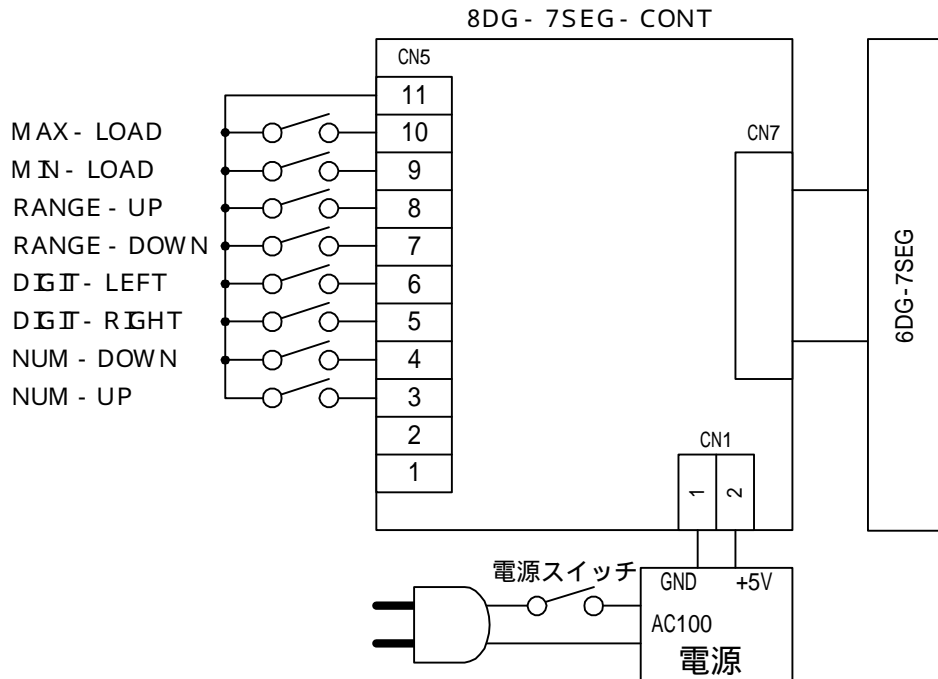 8DG- 7SEG- CONT
CN5
11
MAX- LOAD
10
CN7
MIN- LOAD
9
RANGE- UP
8
RANGE- DOWN
7
DIGIT- LEFT
6
DIGIT- RIGHT
5
NUM- DOWN
4
NUM- UP
3
2
1
6DG-7SEG
CN1
1
2
電源スイッチ
GND
+5V
AC100
電源